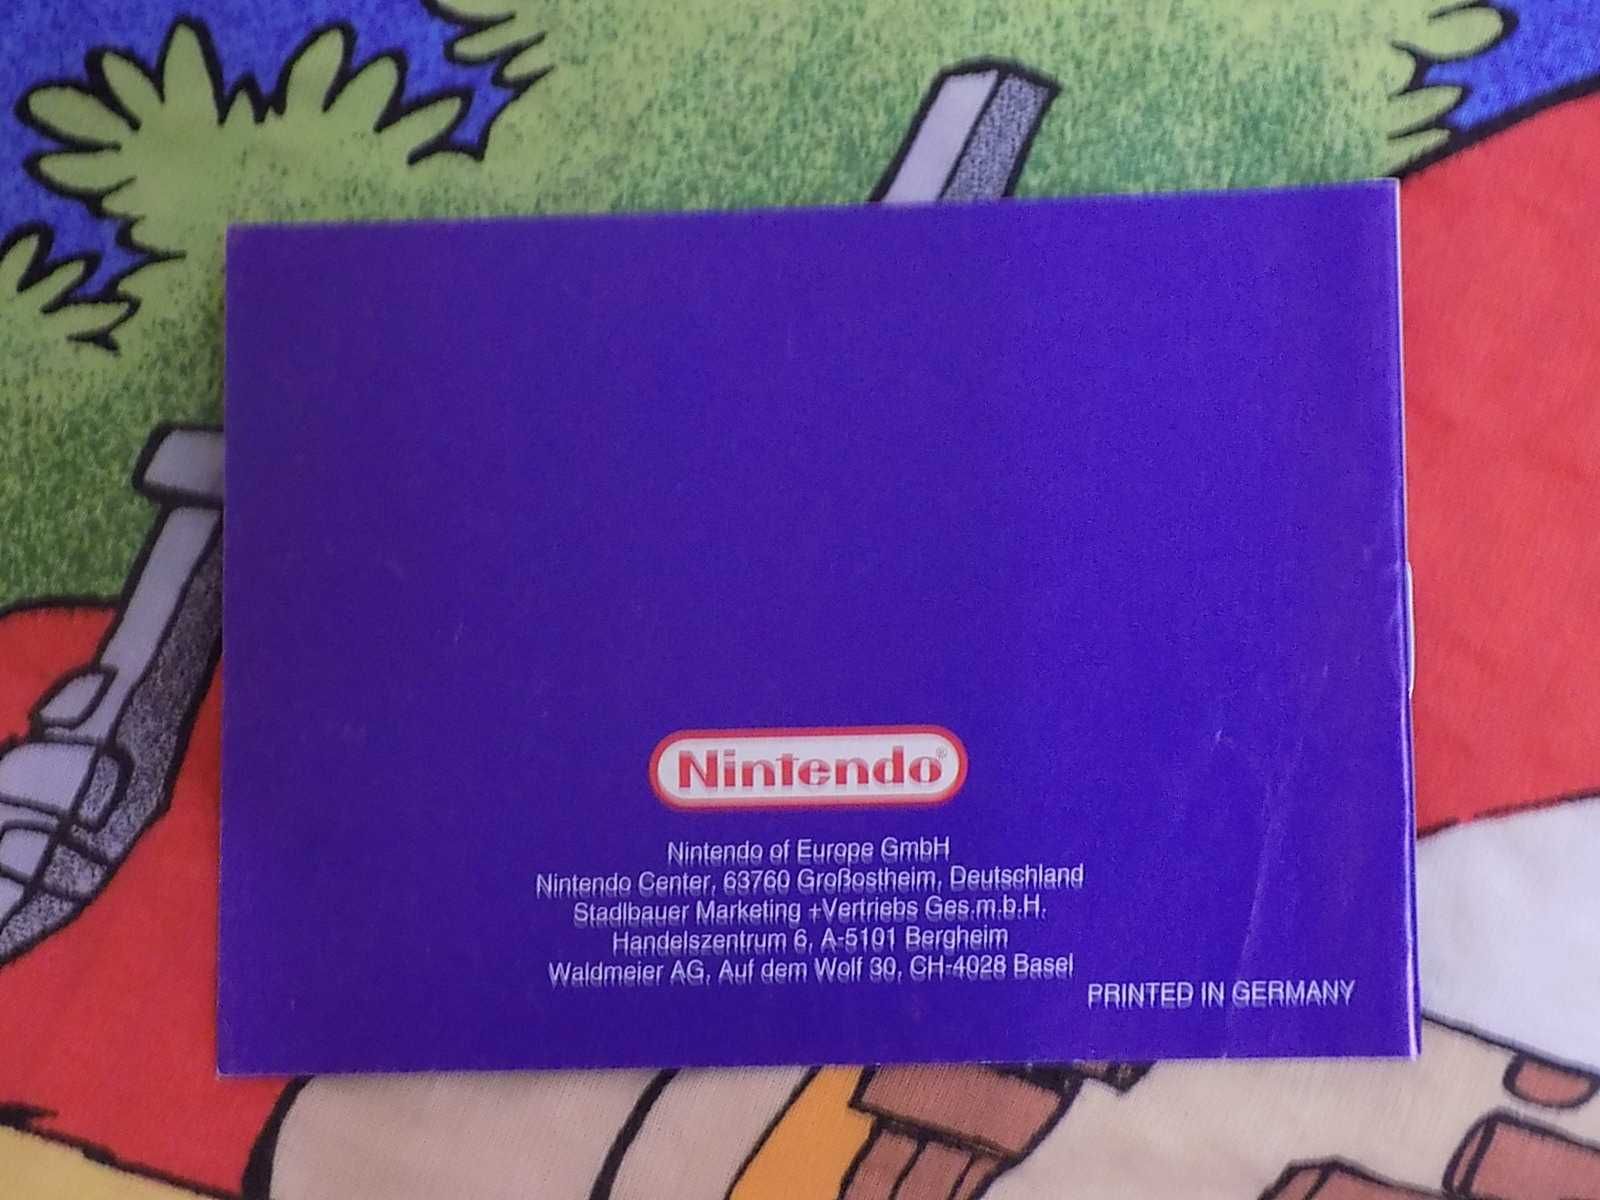 Nintendo®
Nintendo of Europe GmbH
Nintendo Center, 63760 Großostheim, Deutschland
Stadlbauer Marketing +Vertriebs Ges.m.b.H.
Handelszentrum 6, A-5101 Bergheim
Waldmeier AG, Auf dem Wolf 30, CH-4028 Basel
PRINTED IN GERMANY